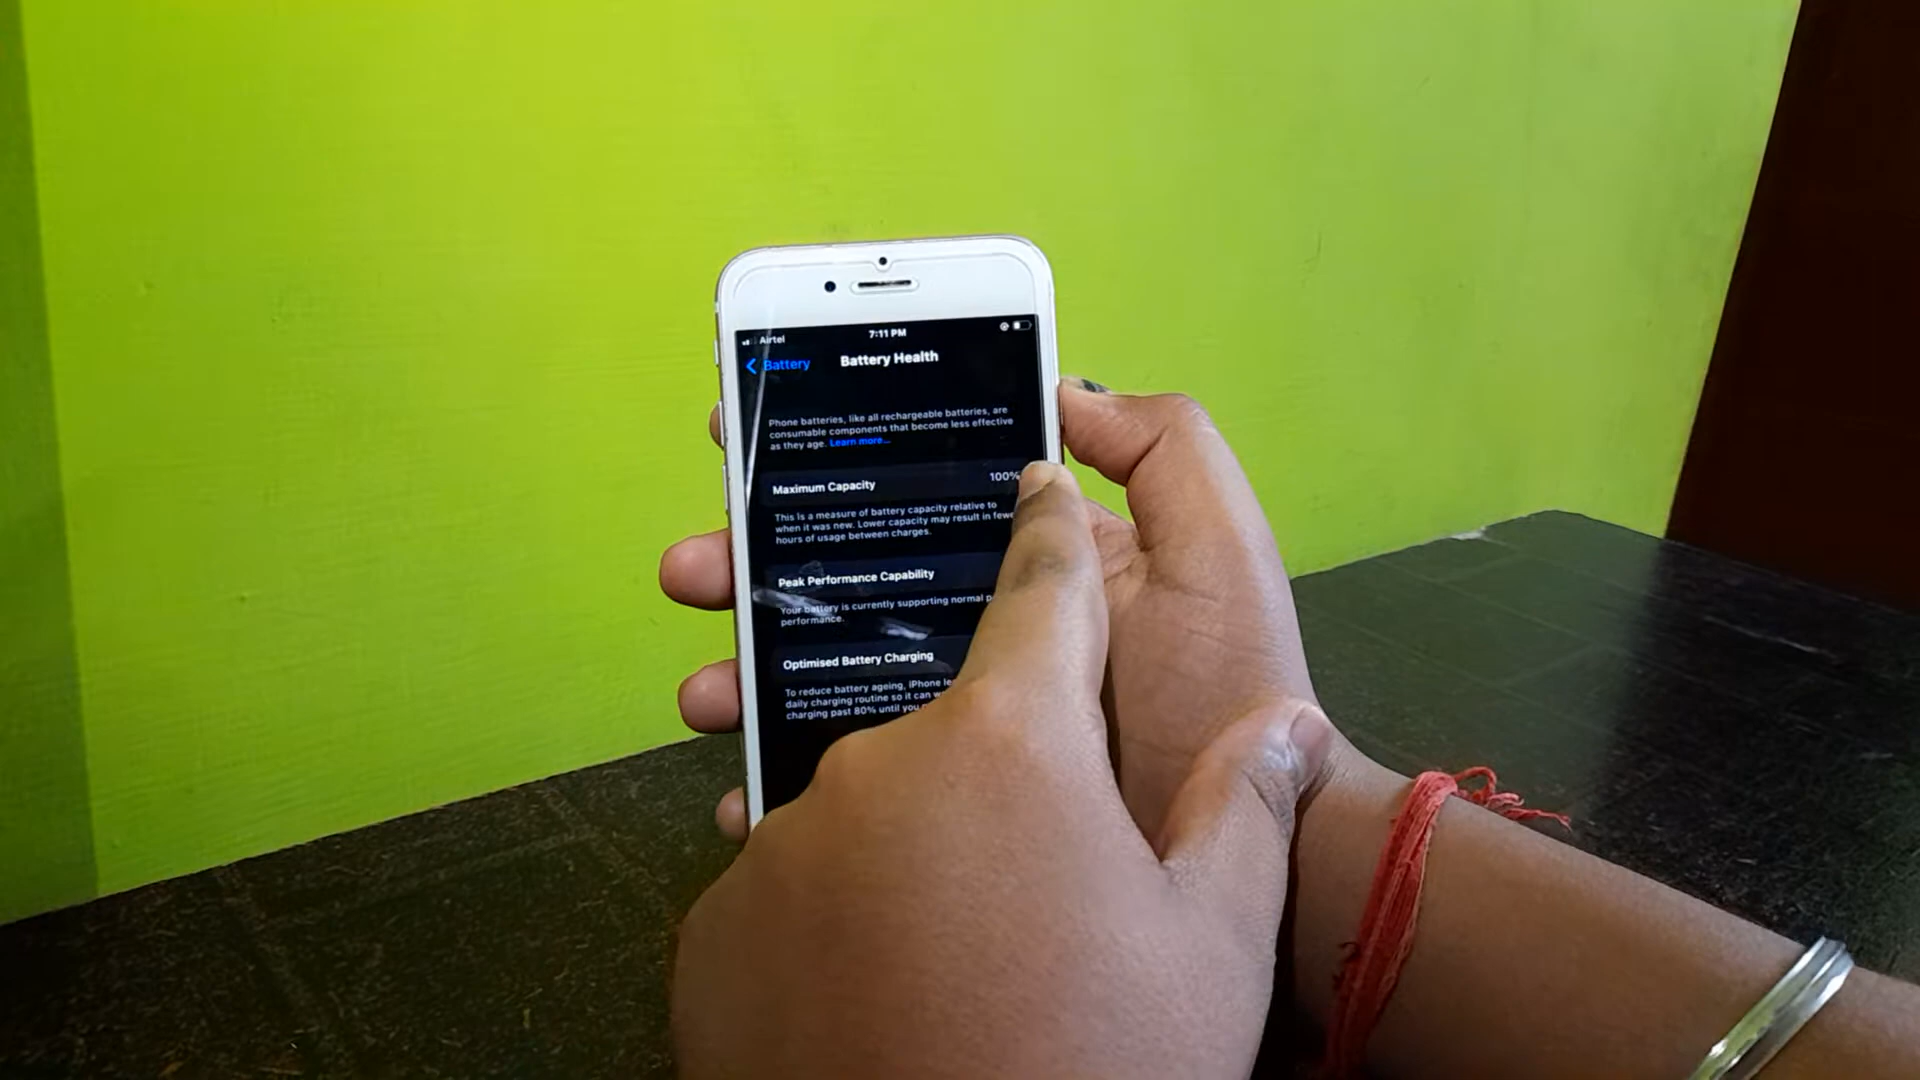 Airtel 7:11 PM
Battery Battery Health
Phone batteries, like all rechargeable batteries, are
consumable components that become less effective
as they age. Learn more...
Maximum Capacity 100%
This is a measure of battery capacity relative to
when it was new. Lower capacity may result in
hours of usage between charges.
Peak Performance Capability
Your battery is currently supporting normal
performance.
Optimised Battery Charging
To reduce battery ageing, iPhone
daily charging routine so it can
charging past 80% until you